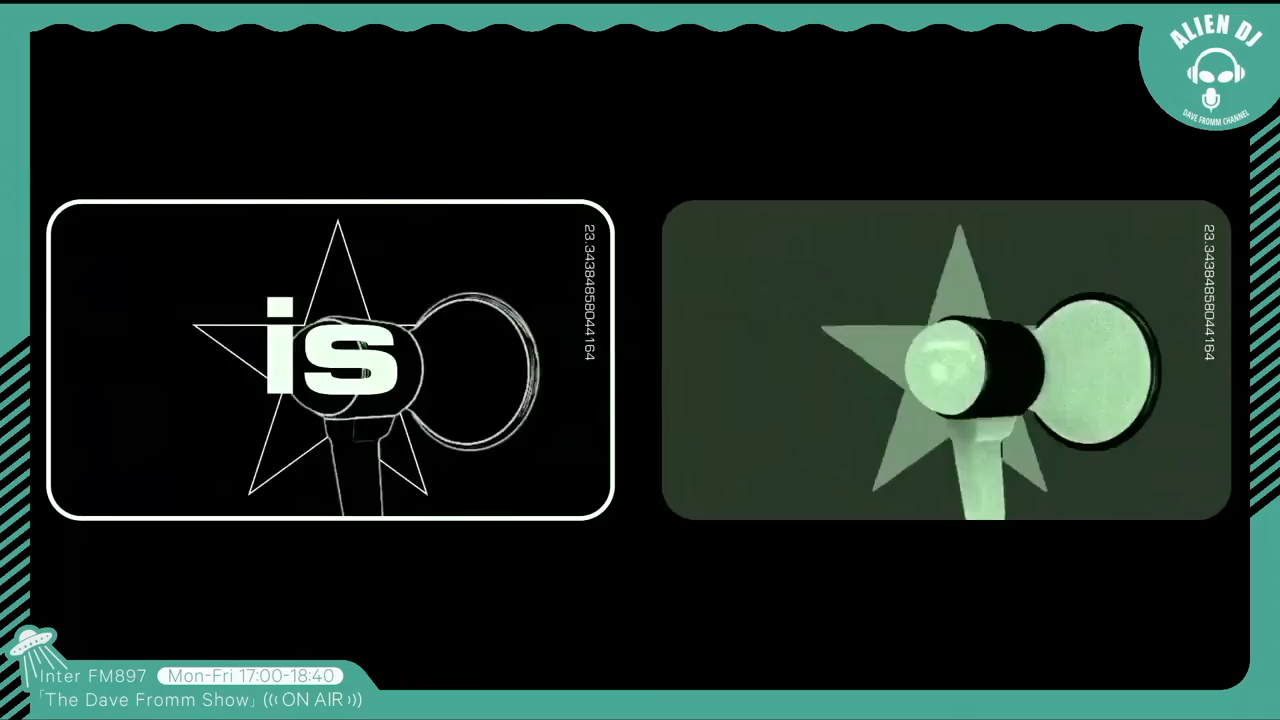 ALIEN DJ
DAVE FROMM CHANNEL
is
23.34384858044164
23.34384858044164
Inter FM897 Mon-Fri 17:00-18:40
「The Dave Fromm Show」((( ON AIR )))